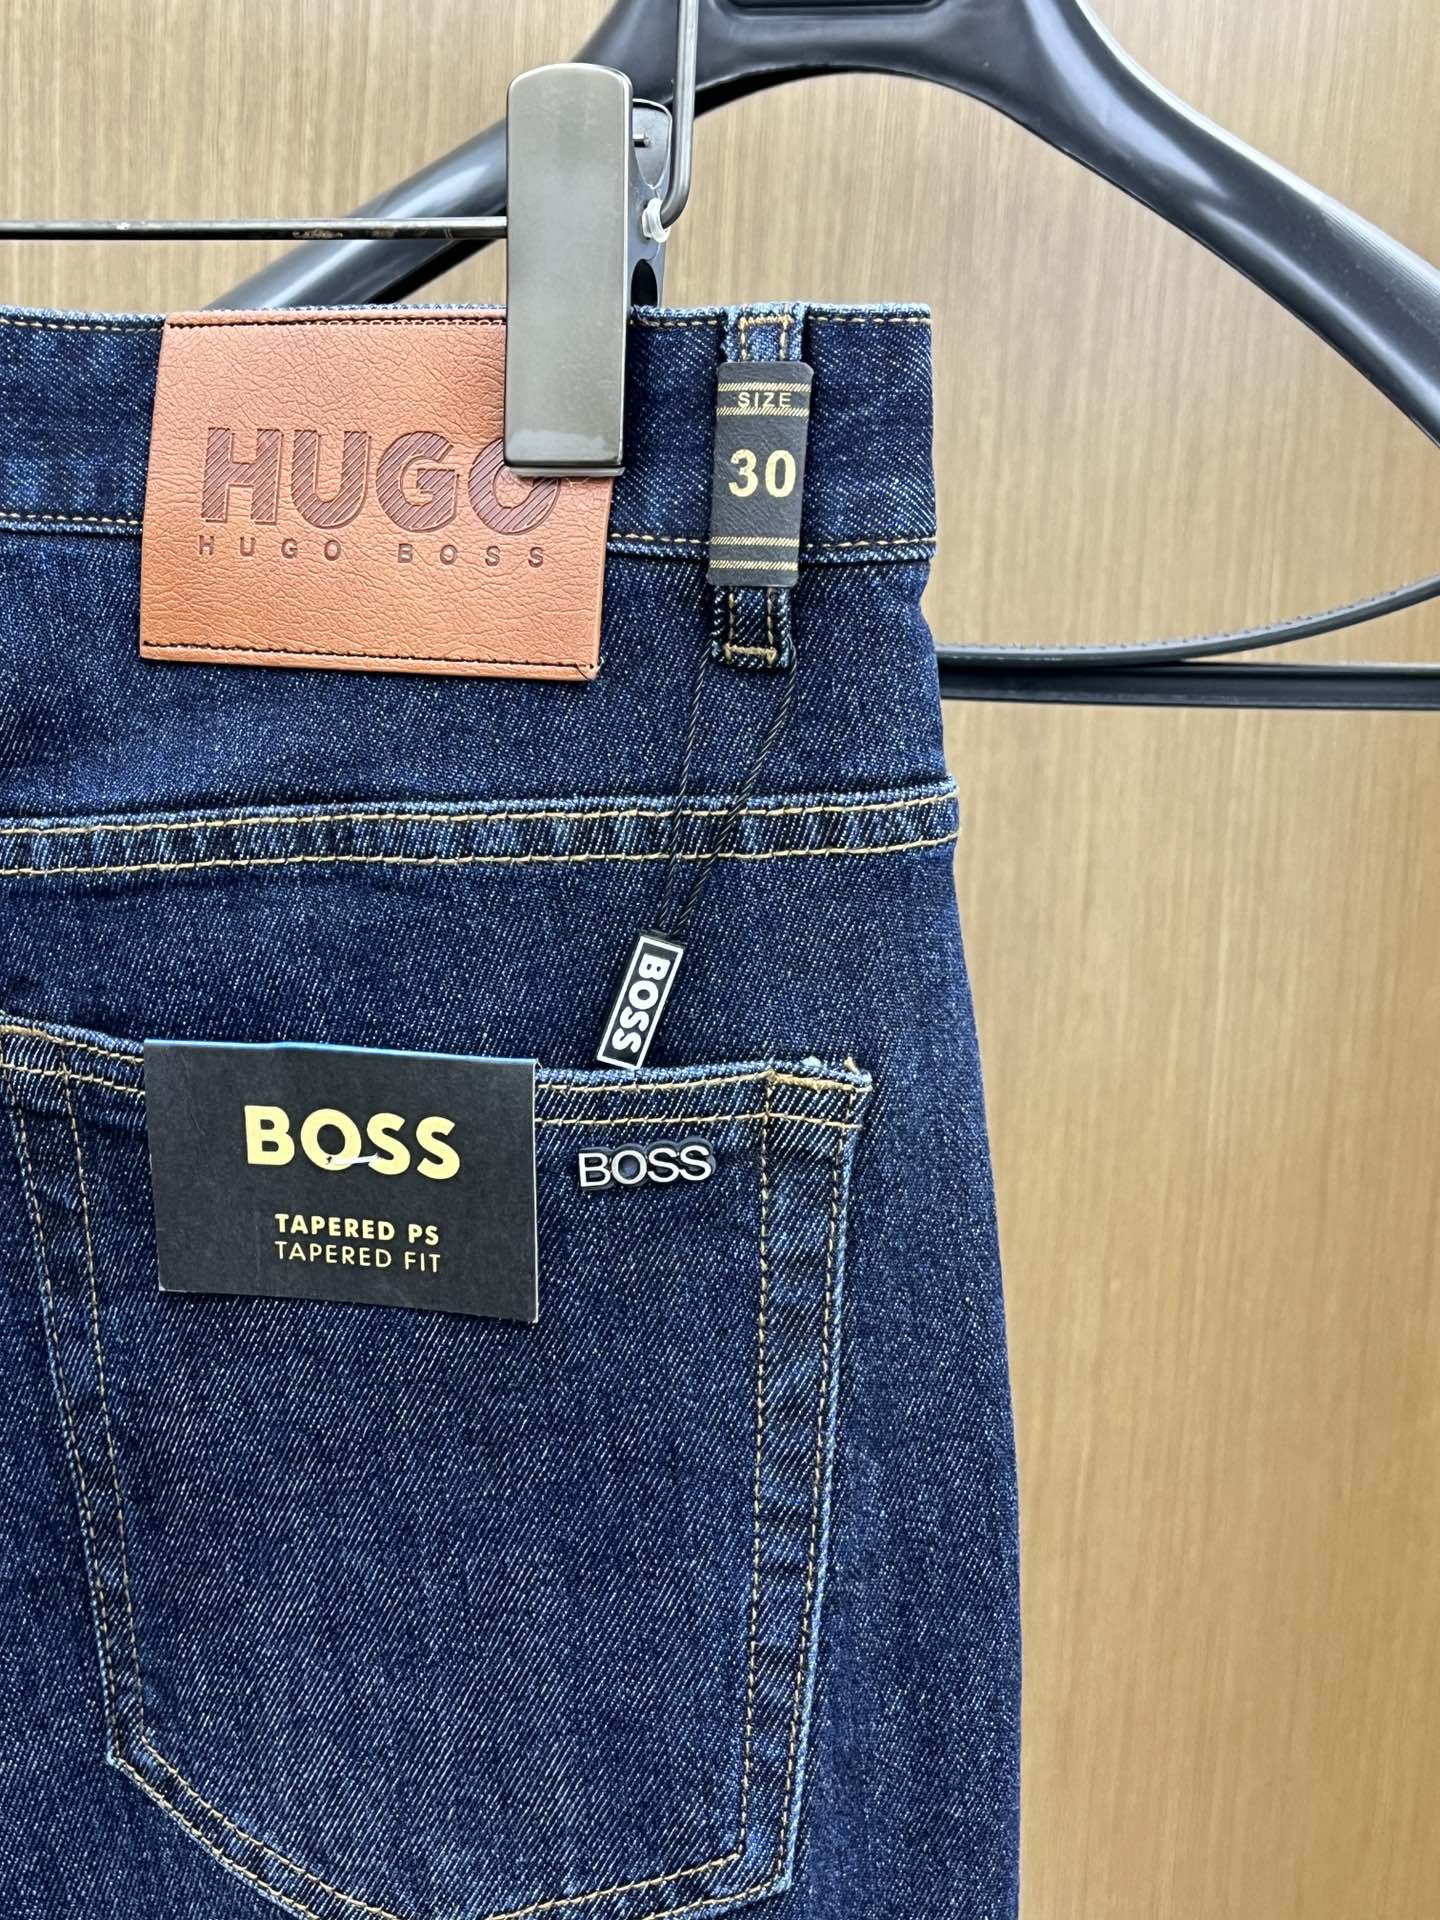 HUGO
HUGO BOSS
SIZE
30
BOSS
BOSS
TAPERED PS
TAPERED FIT
BOSS